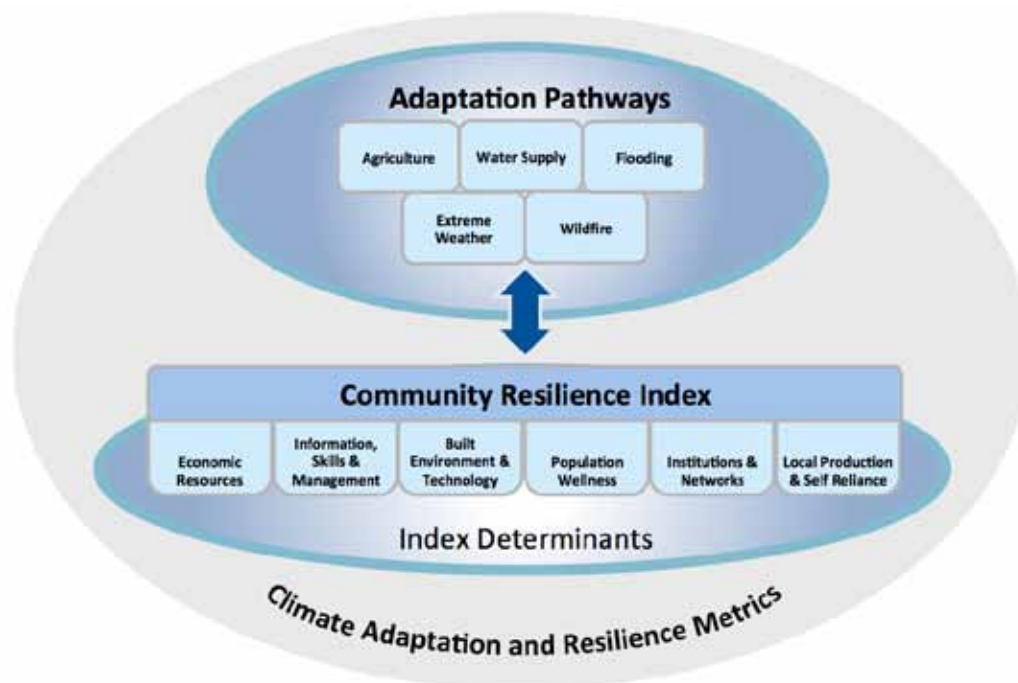 Adaptation Pathways
Agriculture
Water Supply
Flooding
Extreme
Weather
Wildfire
Community Resilience Index
Economic
Resources
Information,
Skills &
Management
Built
Environment &
Technology
Population
Wellness
Institutions &
Networks
Local Production
& Self Reliance
Index Determinants
Climate Adaptation and Resilience Metrics